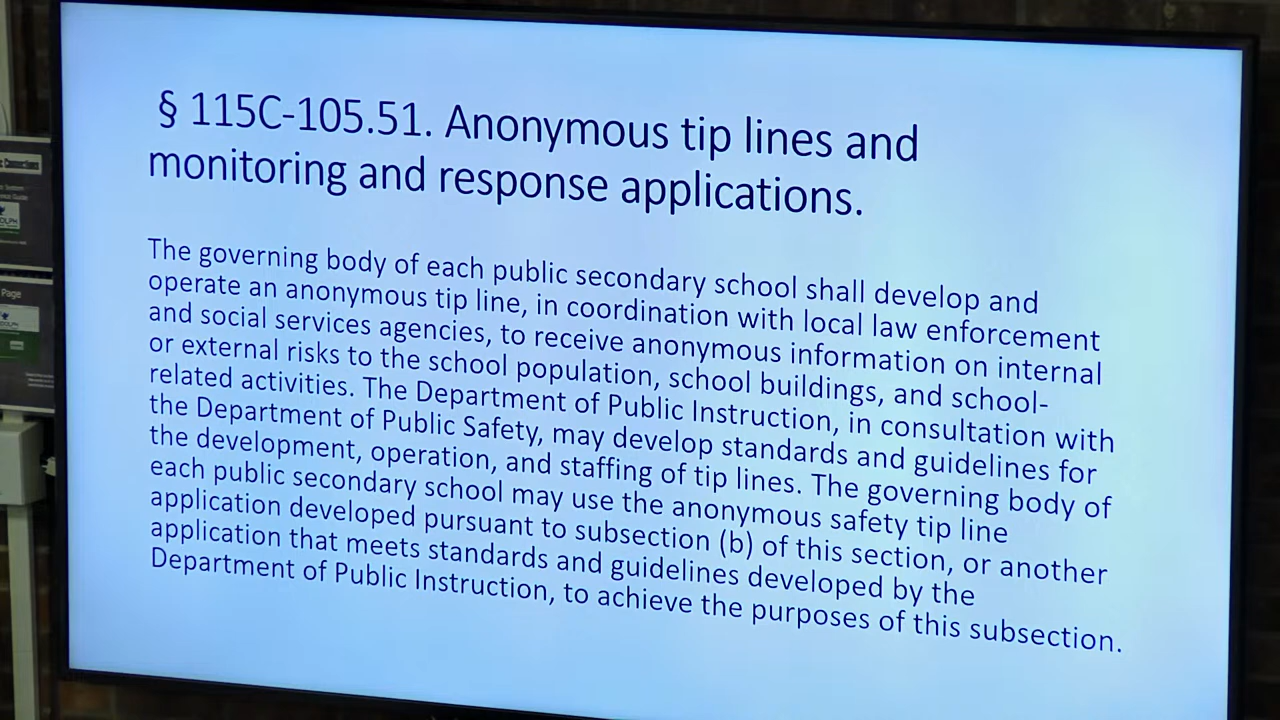 § 115C-105.51. Anonymous tip lines and
monitoring and response applications.
The governing body of each public secondary school shall develop and
operate an anonymous tip line, in coordination with local law enforcement
and social services agencies, to receive anonymous information on internal
or external risks to the school population, school buildings, and school-
related activities. The Department of Public Instruction, in consultation with
the Department of Public Safety, may develop standards and guidelines for
the development, operation, and staffing of tip lines. The governing body of
each public secondary school may use the anonymous safety tip line
application developed pursuant to subsection (b) of this section, or another
application that meets standards and guidelines developed by the
Department of Public Instruction, to achieve the purposes of this subsection.
Page